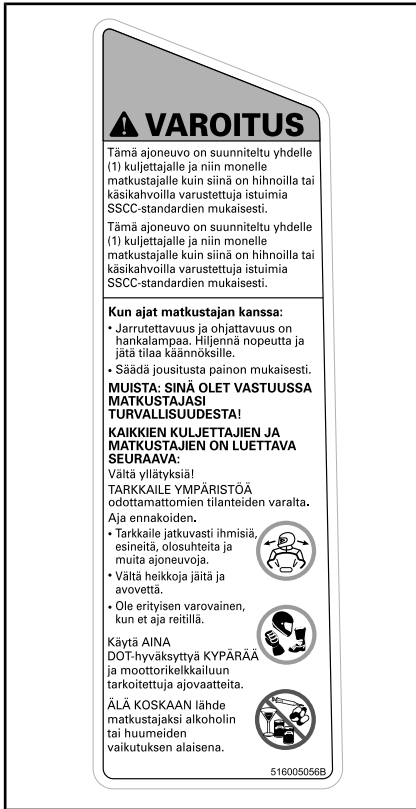 VAROITUS
Tämä ajoneuvo on suunniteltu yhdelle
(1) kuljettajalle ja niin monelle
matkustajalle kuin siinä on hihnoilla tai
käsikahvoilla varustettuja istuimia
SSCC-standardien mukaisesti.
Tämä ajoneuvo on suunniteltu yhdelle
(1) kuljettajalle ja niin monelle
matkustajalle kuin siinä on hihnoilla tai
käsikahvoilla varustettuja istuimia
SSCC-standardien mukaisesti.
Kun ajat matkustajan kanssa:
• Jarrutettavuus ja ohjattavuus on
hankalampaa. Hiljennä nopeutta ja
jätä tilaa käännöksille.
• Säädä jousitusta painon mukaisesti.
MUISTA: SINÄ OLET VASTUUSSA
MATKUSTAJASI
TURVALLISUUDESTA!
KAIKKIEN KULJETTAJIEN JA
MATKUSTAJIEN ON LUETTAVA
SEURAAVA:
Vältä yllätyksiä!
TARKKAILE YMPÄRISTÖÄ
odottamattomien tilanteiden varalta.
Aja ennakoiden.
• Tarkkaile jatkuvasti ihmisiä,
esineitä, olosuhteita ja
muita ajoneuvoja.
• Vältä heikkoja jäitä ja
avovettä.
• Ole erityisen varovainen,
kun et aja reitillä.
Käytä AINA
DOT-hyväksyttyä KYPÄRÄÄ
ja moottorikelkkailuun
tarkoitettuja ajovaatteita.
ÄLÄ KOSKAAN lähde
matkustajaksi alkoholin
tai huumeiden
vaikutuksen alaisena.
516005056B